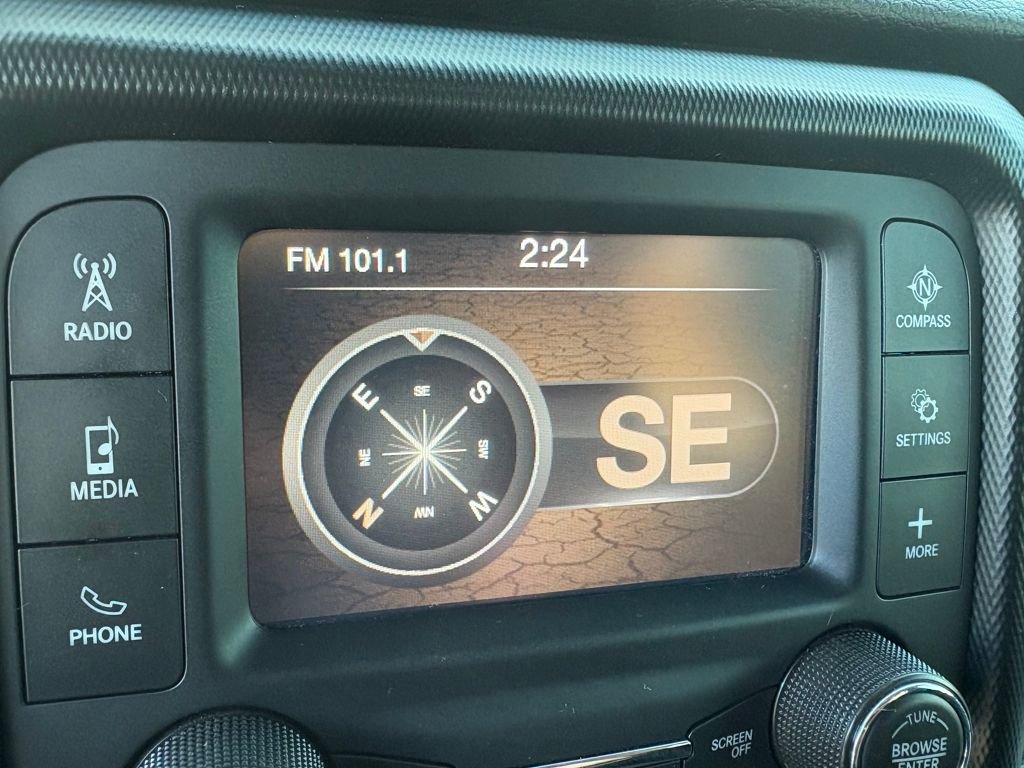 FM 101.1
2:24
RADIO
MEDIA
PHONE
SE
E
S
NE
SW
N
W
NW
SE
N
COMPASS
SETTINGS
MORE
SCREEN
OFF
TUNE
BROWSE
ENTER